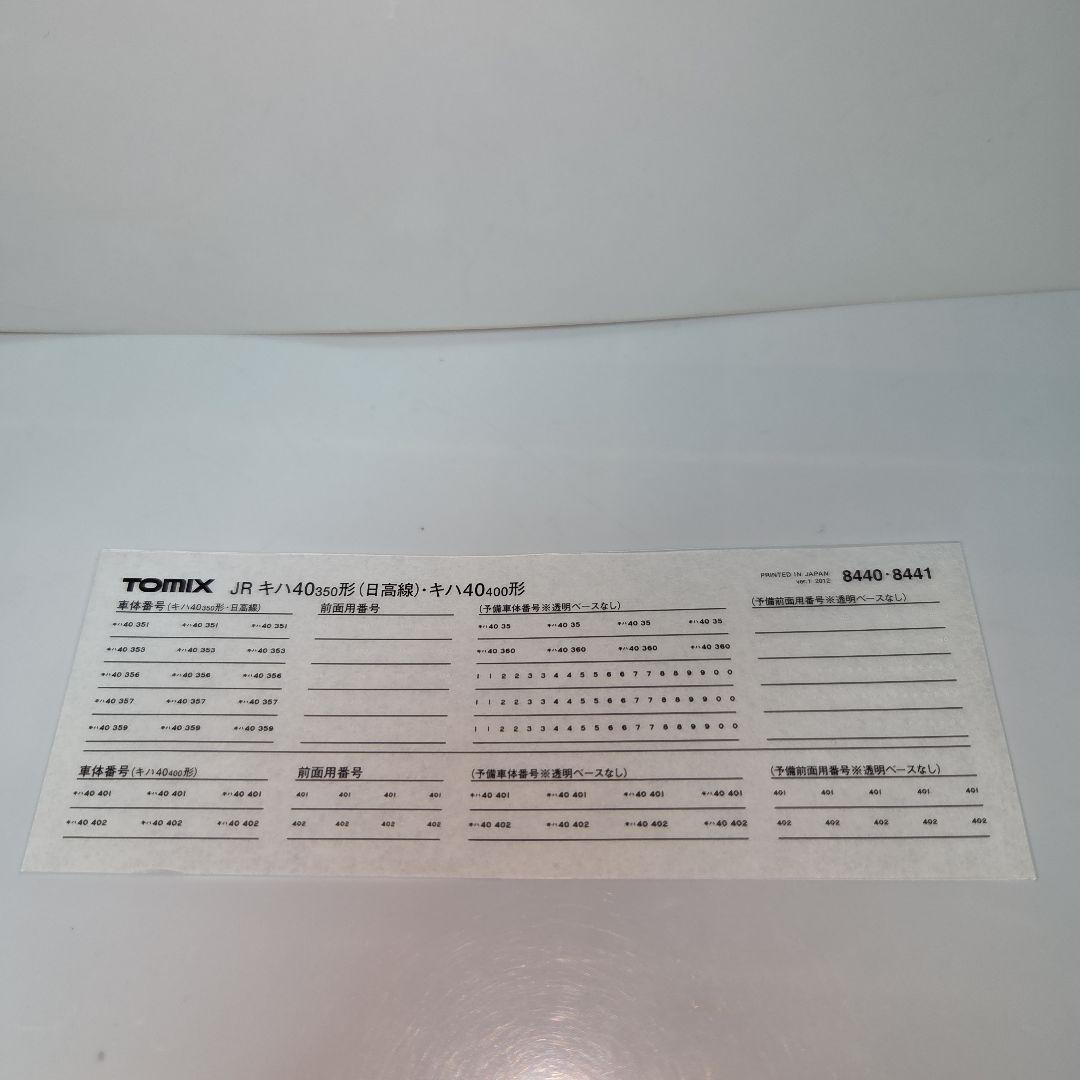 TOMIX JR キハ40350形(日高線)・キハ40400形 PRINTED IN JAPAN ver.1 2012 8440・8441
車体番号(キハ40350形・日高線) 前面用番号 (予備車体番号※透明ベースなし) (予備前面用番号※透明ベースなし)
キハ40 351 キハ40 351 キハ40 351 キハ40 35 キハ40 35 キハ40 35 キハ40 35
キハ40 353 キハ40 353 キハ40 353 キハ40 360 キハ40 360 キハ40 360 キハ40 360
キハ40 356 キハ40 356 キハ40 356 1 1 2 2 3 3 4 4 5 5 6 6 7 7 8 8 9 9 0 0
キハ40 357 キハ40 357 キハ40 357 1 1 2 2 3 3 4 4 5 5 6 6 7 7 8 8 9 9 0 0
キハ40 359 キハ40 359 キハ40 359 1 1 2 2 3 3 4 4 5 5 6 6 7 7 8 8 9 9 0 0
車体番号(キハ40400形) 前面用番号 (予備車体番号※透明ベースなし) (予備前面用番号※透明ベースなし)
キハ40 401 キハ40 401 キハ40 401 401 401 401 401 キハ40 401 キハ40 401 キハ40 401 キハ40 401 401 401 401 401 401
キハ40 402 キハ40 402 キハ40 402 402 402 402 402 キハ40 402 キハ40 402 キハ40 402 キハ40 402 402 402 402 402 402